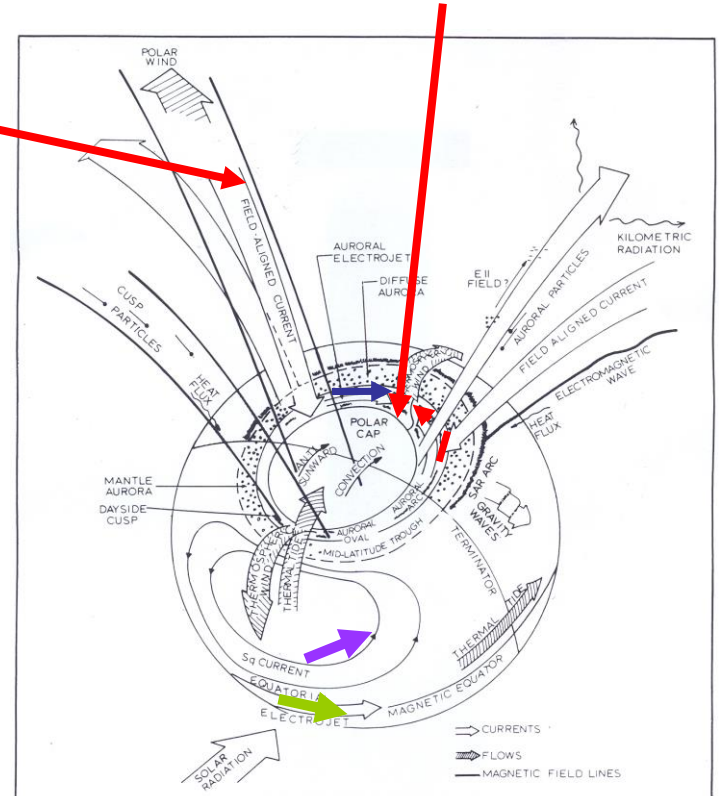 POLAR
WIND
FIELD-ALIGNED CURRENT
AURORAL
ELECTROJET
DIFFUSE
AURORA
E II
FIELD?
AURORAL PARTICLES
KILOMETRIC
RADIATION
FIELD ALIGNED CURRENT
ELECTROMAGNETIC
WAVE
CUSP
PARTICLES
HEAT
FLUX
WIND
POLAR
CAP
HEAT
FLUX
ANTI
SUNWARD
CONVECTION
MANTLE
AURORA
DAYSIDE
CUSP
AURORAL
ARC
SAR ARC
GRAVITY
WAVES
AURORAL
OVAL
MID-LATITUDE TROUGH
TERMINATOR
WIND
THERMAL
TIDE
THERMAL TIDE
Sq CURRENT
EQUATORIA
ELECTROJET
MAGNETIC EQUATOR
SOLAR
RADIATION
CURRENTS
FLOWS
MAGNETIC FIELD LINES